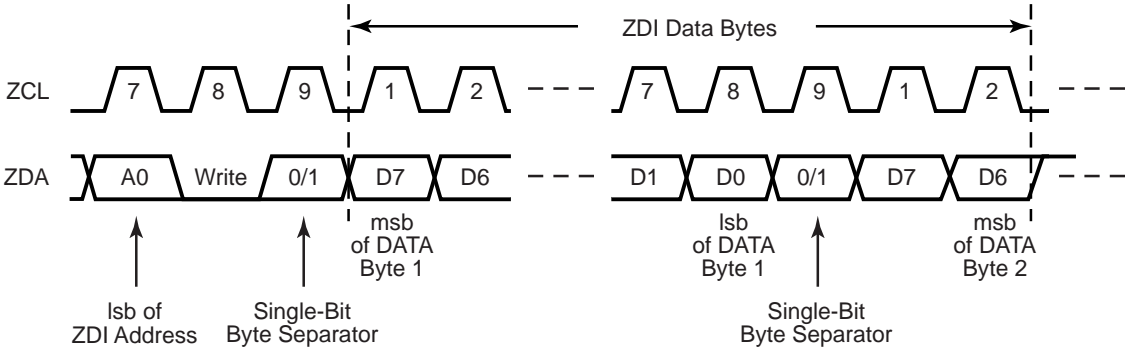 ZDI Data Bytes
ZCL 7 8 9 1 2 7 8 9 1 2
ZDA A0 Write 0/1 D7 D6 D1 D0 0/1 D7 D6
msb
of DATA
Byte 1
lsb
of DATA
Byte 1
msb
of DATA
Byte 2
lsb of
ZDI Address
Single-Bit
Byte Separator
Single-Bit
Byte Separator